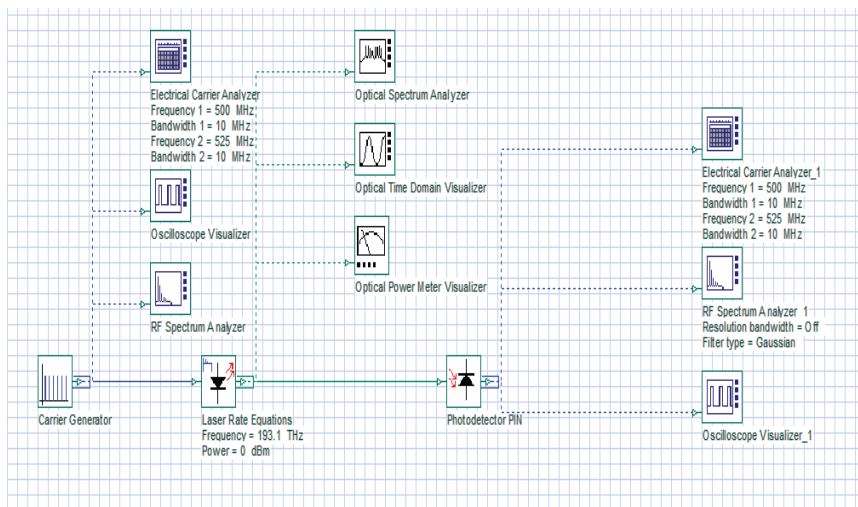 Electrical Carrier Analyzer
Frequency 1 = 500 MHz
Bandwidth 1 = 10 MHz
Frequency 2 = 525 MHz
Bandwidth 2 = 10 MHz
Optical Spectrum Analyzer
Optical Time Domain Visualizer
Oscilloscope Visualizer
Optical Power Meter Visualizer
RF Spectrum Analyzer
Electrical Carrier Analyzer_1
Frequency 1 = 500 MHz
Bandwidth 1 = 10 MHz
Frequency 2 = 525 MHz
Bandwidth 2 = 10 MHz
RF Spectrum Analyzer_1
Resolution bandwidth = Off
Filter type = Gaussian
Carrier Generator
Laser Rate Equations
Frequency = 193.1 THz
Power = 0 dBm
Photodetector PIN
Oscilloscope Visualizer_1